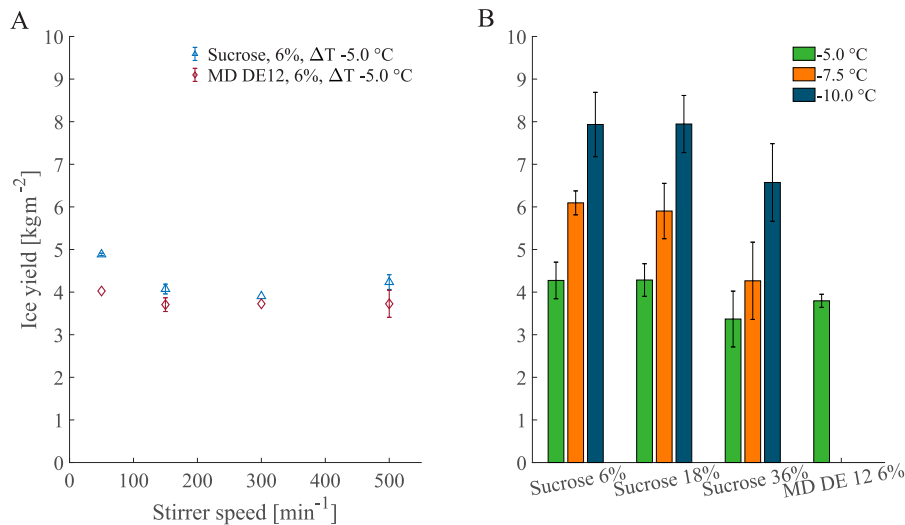 A
Sucrose, 6%, ΔT -5.0 °C
MD DE12, 6%, ΔT -5.0 °C
10
9
8
7
6
5
4
3
2
1
0
Ice yield [kgm⁻²]
0
100
200
300
400
500
Stirrer speed [min⁻¹]
B
-5.0 °C
-7.5 °C
-10.0 °C
10
9
8
7
6
5
4
3
2
1
0
Sucrose 6%
Sucrose 18%
Sucrose 36%
MD DE 12 6%